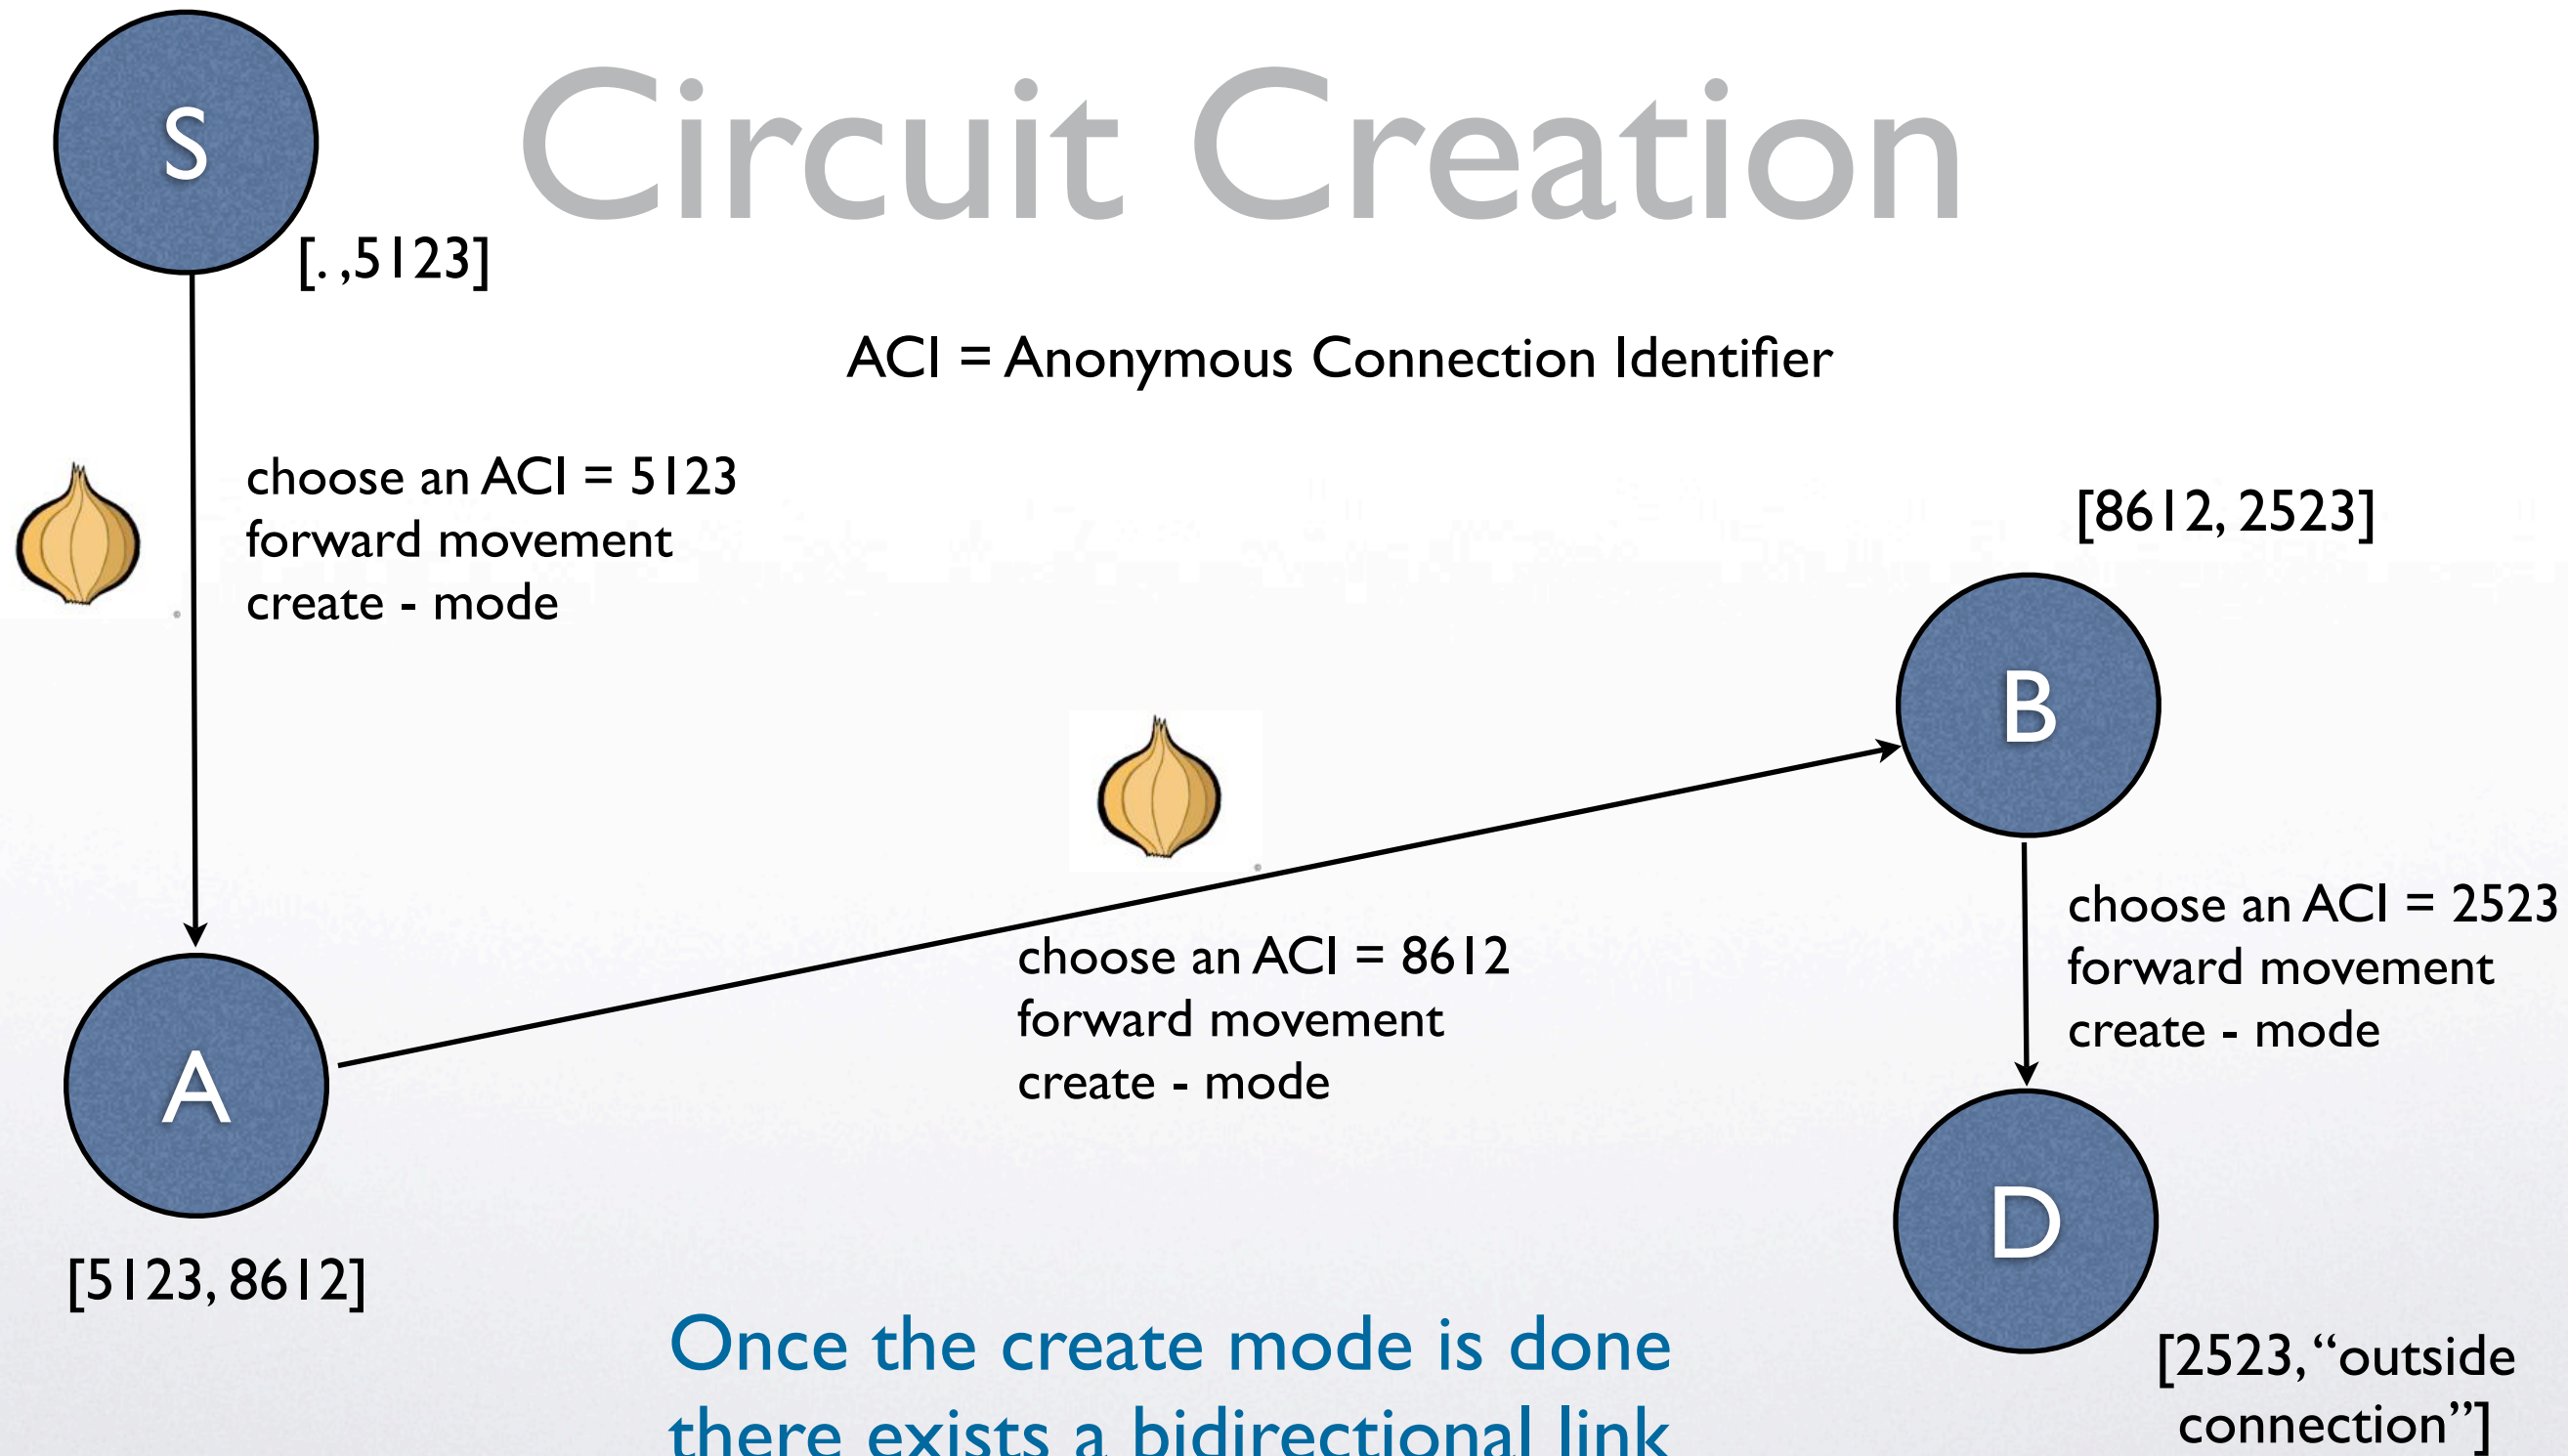 S
Circuit Creation
[. ,5123]
ACI = Anonymous Connection Identifier
choose an ACI = 5123
forward movement
create - mode
[8612, 2523]
B
choose an ACI = 8612
forward movement
create - mode
choose an ACI = 2523
forward movement
create - mode
A
[5123, 8612]
D
[2523, “outside
connection”]
Once the create mode is done
there exists a bidirectional link